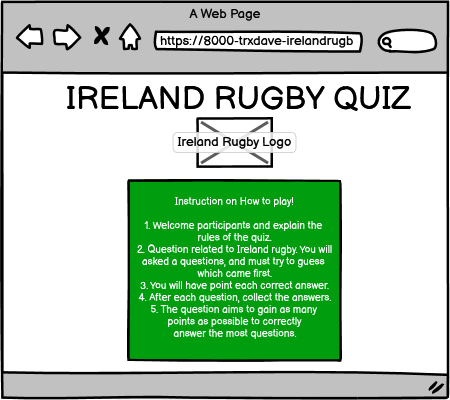 A Web Page
https://8000-trxdave-irelandrugb
IRELAND RUGBY QUIZ
Ireland Rugby Logo
Instruction on How to play!
1. Welcome participants and explain the
rules of the quiz.
2. Question related to Ireland rugby. You will
asked a questions, and must try to guess
which came first.
3. You will have point each correct answer.
4. After each question, collect the answers.
5. The question aims to gain as many
points as possible to correctly
answer the most questions.